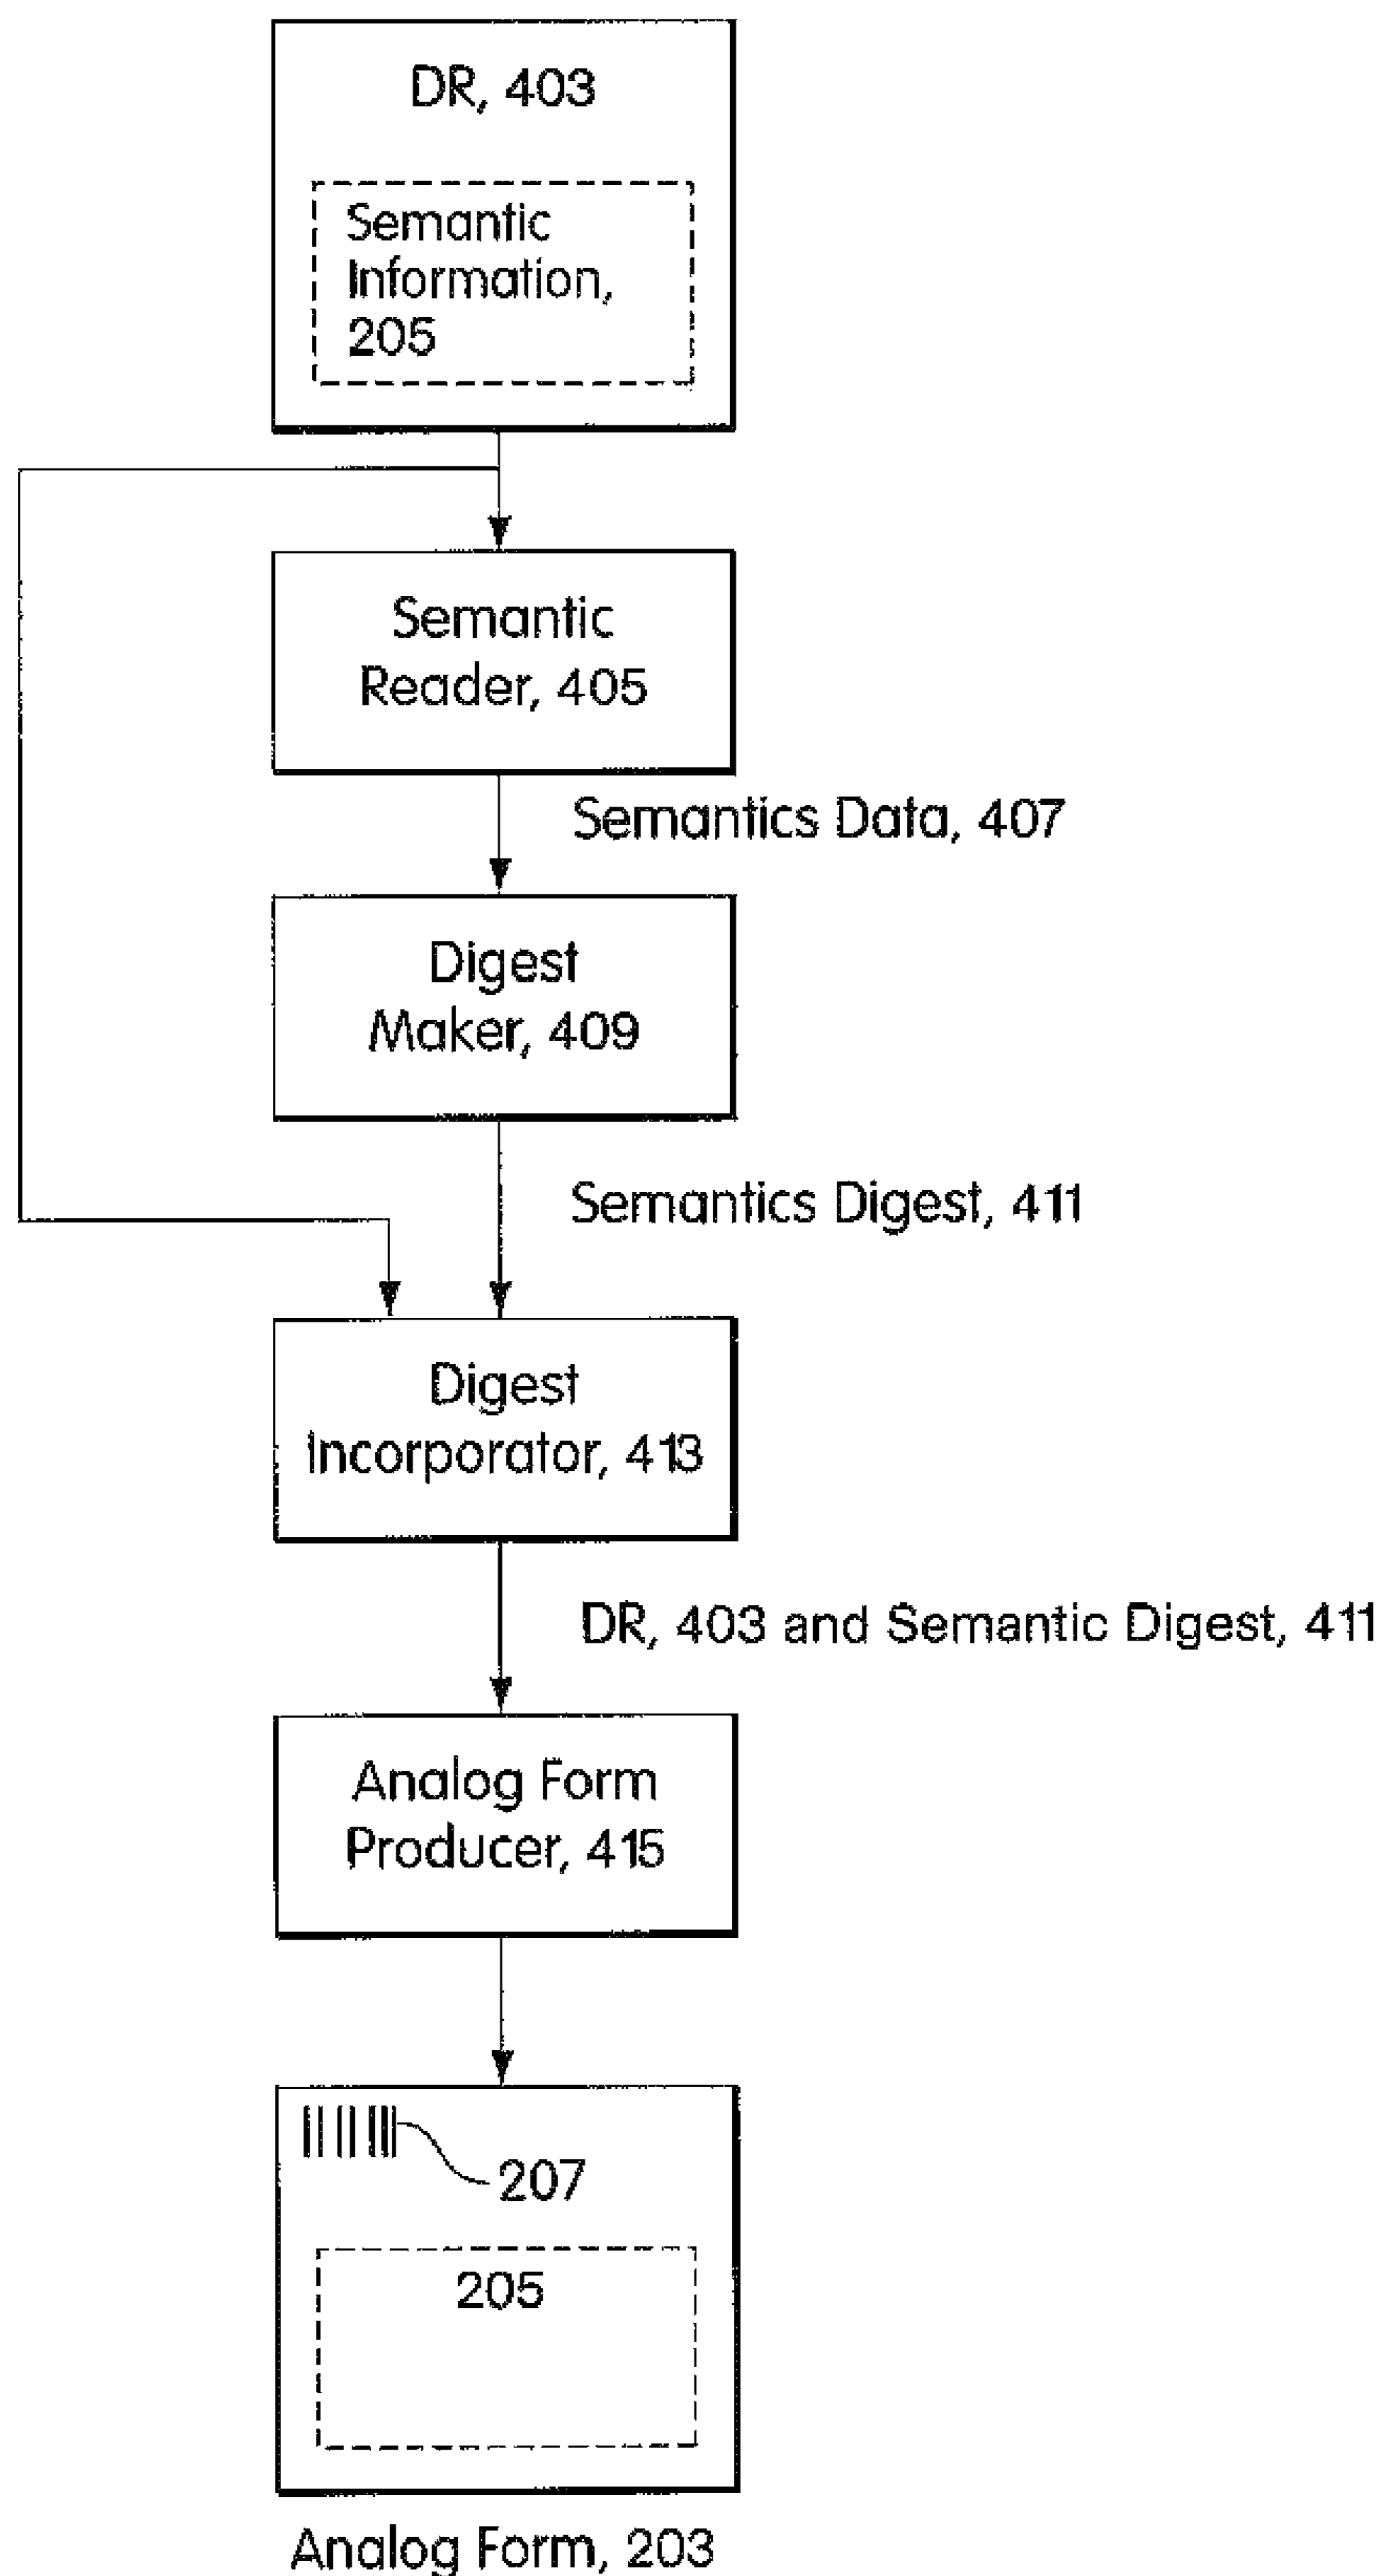 DR, 403
Semantic
Information,
205
Semantic
Reader, 405
Semantics Data, 407
Digest
Maker, 409
Semantics Digest, 411
Digest
Incorporator, 413
DR, 403 and Semantic Digest, 411
Analog Form
Producer, 415
207
205
Analog Form, 203